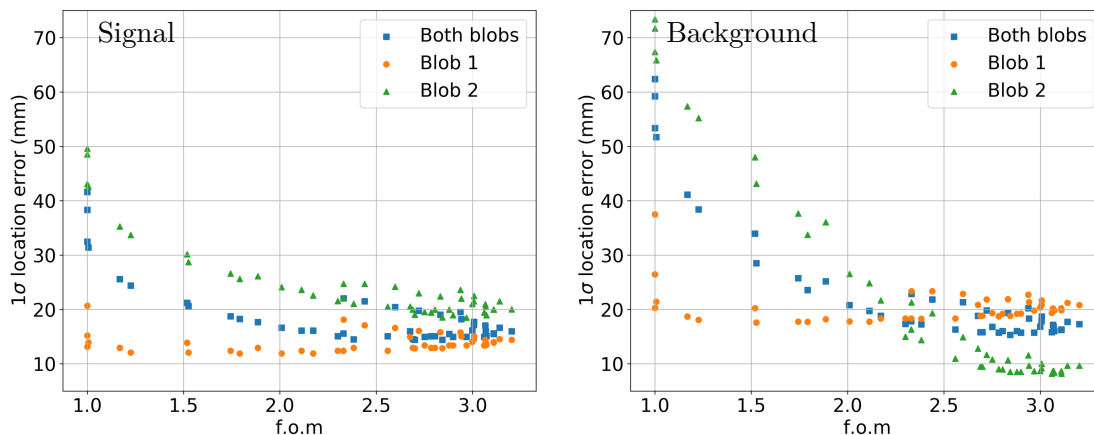 Signal
Both blobs
Blob 1
Blob 2
70
60
50
40
30
20
10
1σ location error (mm)
1.0 1.5 2.0 2.5 3.0
f.o.m
Background
Both blobs
Blob 1
Blob 2
70
60
50
40
30
20
10
1σ location error (mm)
1.0 1.5 2.0 2.5 3.0
f.o.m